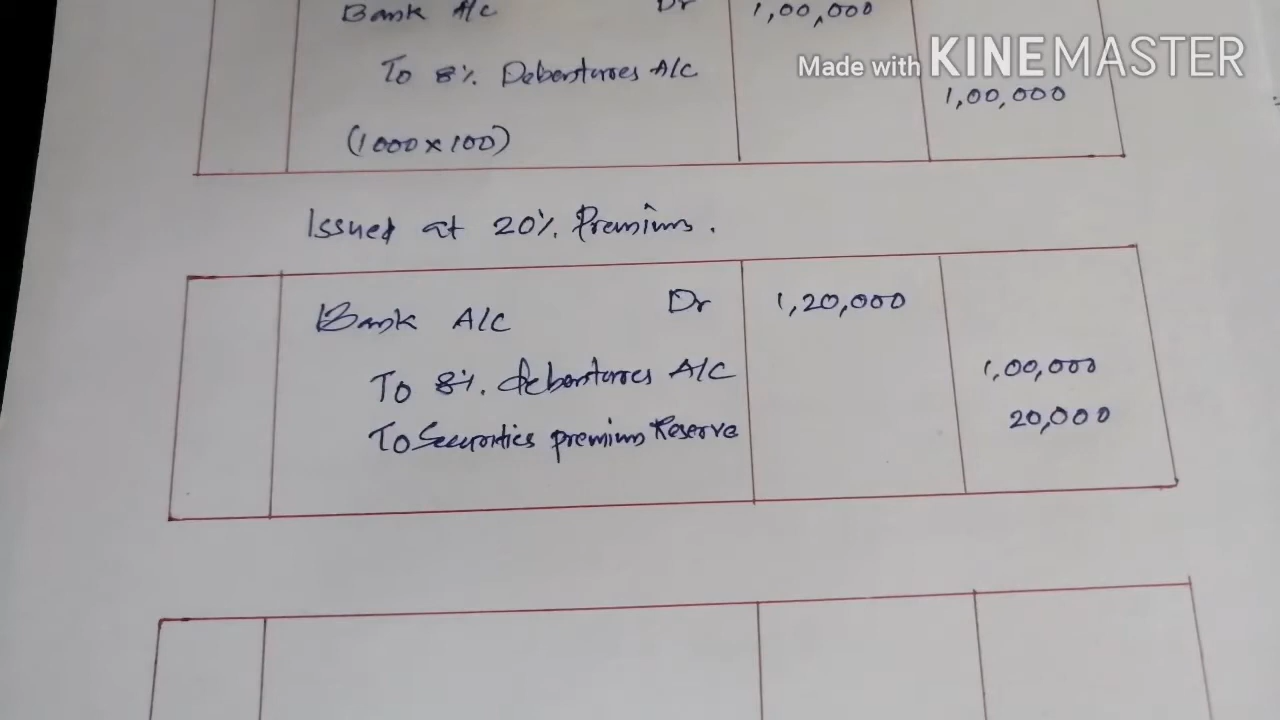 Bank A/c Dr 1,00,000
Made with KINEMASTER
To 8% Debentures A/c
1,00,000
(1000 × 100)
Issued at 20% Premium.
Bank A/C Dr 1,20,000
To 8%. debentures A/C 1,00,000
To Securities premium Reserve 20,000